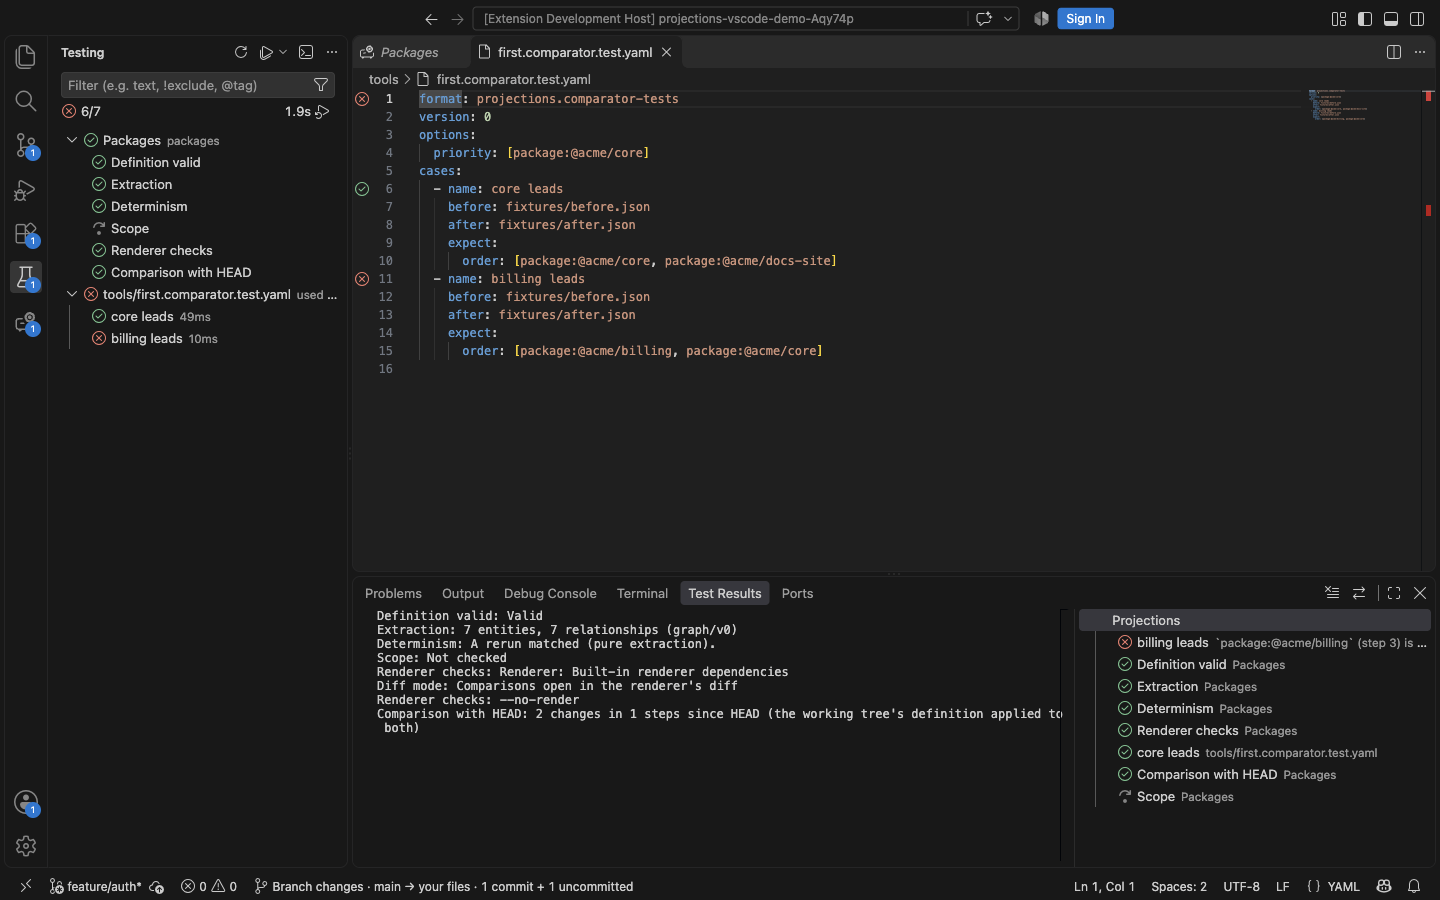 [Extension Development Host] projections-vscode-demo-Aqy74p
Sign In
Testing
Filter (e.g. text, !exclude, @tag)
6/7
1.9s
Packages packages
Definition valid
Extraction
Determinism
Scope
Renderer checks
Comparison with HEAD
tools/first.comparator.test.yaml used ...
core leads 49ms
billing leads 10ms
1
1
1
1
1
Packages
first.comparator.test.yaml
tools > first.comparator.test.yaml
1 format: projections.comparator-tests
2 version: 0
3 options:
4 priority: [package:@acme/core]
5 cases:
6 - name: core leads
7 before: fixtures/before.json
8 after: fixtures/after.json
9 expect:
10 order: [package:@acme/core, package:@acme/docs-site]
11 - name: billing leads
12 before: fixtures/before.json
13 after: fixtures/after.json
14 expect:
15 order: [package:@acme/billing, package:@acme/core]
16
Problems Output Debug Console Terminal Test Results Ports
Definition valid: Valid
Extraction: 7 entities, 7 relationships (graph/v0)
Determinism: A rerun matched (pure extraction).
Scope: Not checked
Renderer checks: Renderer: Built-in renderer dependencies
Diff mode: Comparisons open in the renderer's diff
Renderer checks: --no-render
Comparison with HEAD: 2 changes in 1 steps since HEAD (the working tree's definition applied to
both)
Projections
billing leads `package:@acme/billing` (step 3) is ...
Definition valid Packages
Extraction Packages
Determinism Packages
Renderer checks Packages
core leads tools/first.comparator.test.yaml
Comparison with HEAD Packages
Scope Packages
feature/auth* 0 0 Branch changes · main → your files · 1 commit + 1 uncommitted
Ln 1, Col 1 Spaces: 2 UTF-8 LF { } YAML